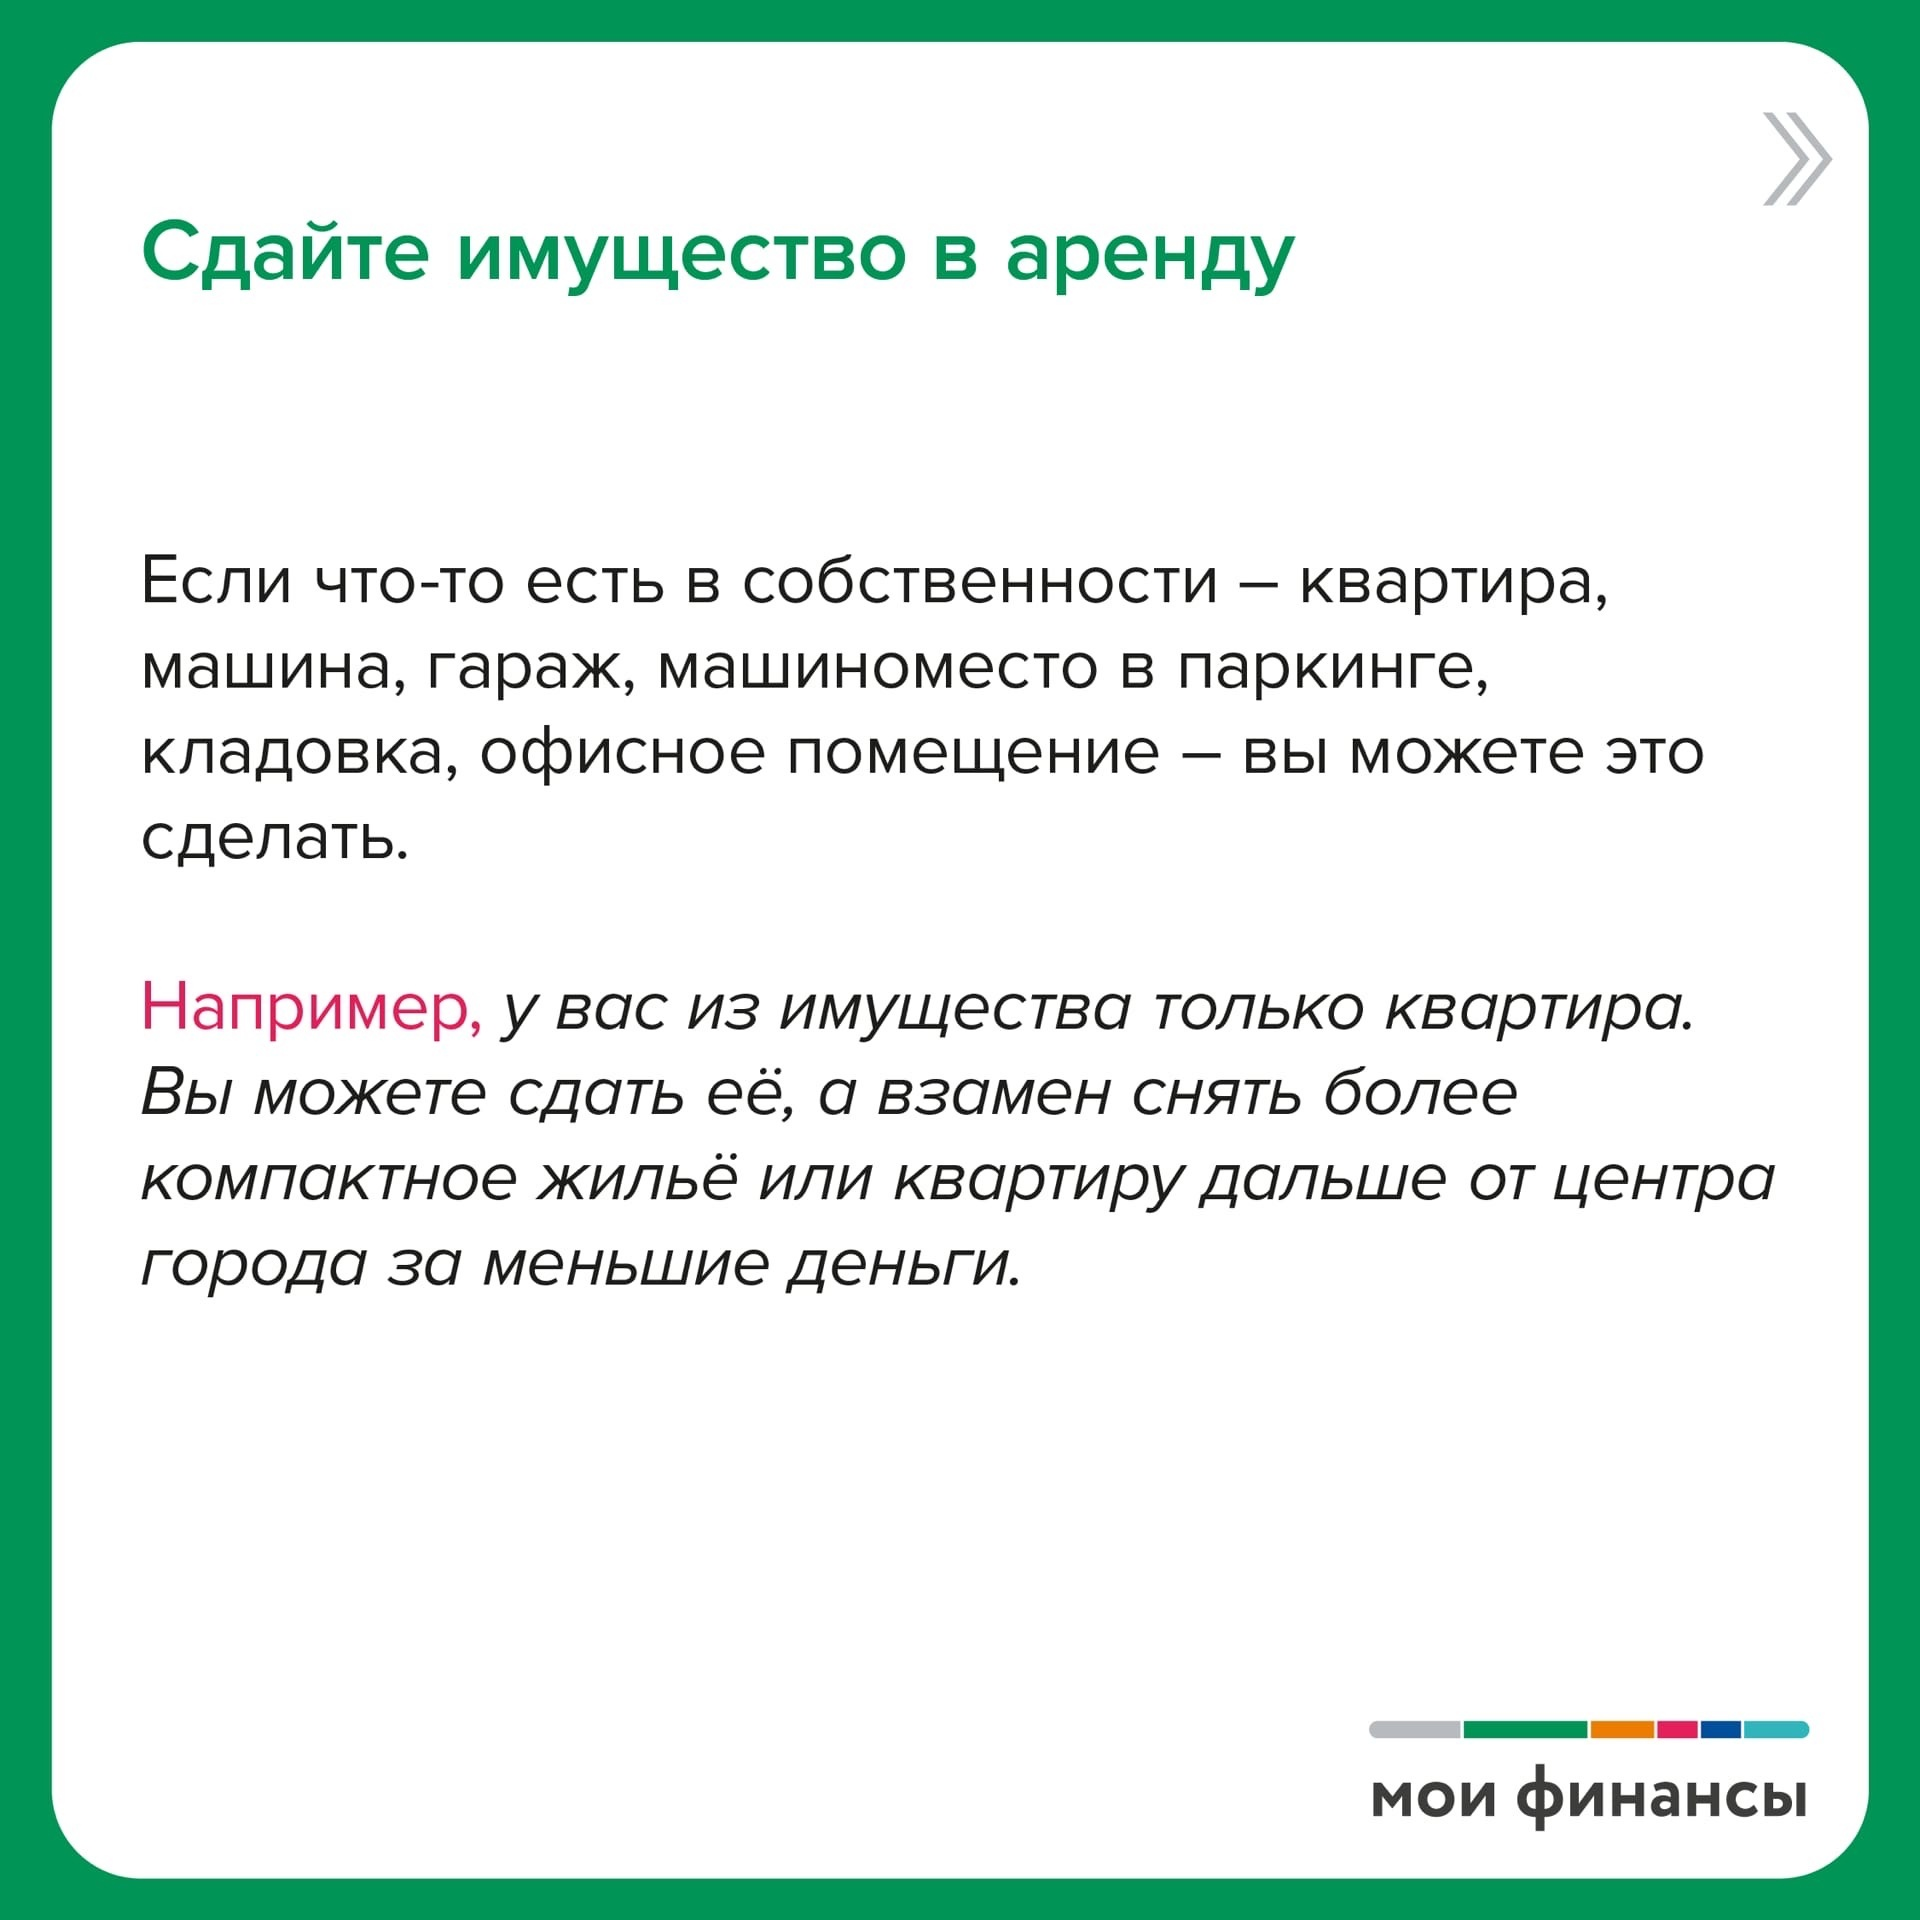 Сдайте имущество в аренду
Если что-то есть в собственности – квартира,
машина, гараж, машиноместо в паркинге,
кладовка, офисное помещение – вы можете это
сделать.
Например, у вас из имущества только квартира.
Вы можете сдать её, а взамен снять более
компактное жильё или квартиру дальше от центра
города за меньшие деньги.
мои финансы